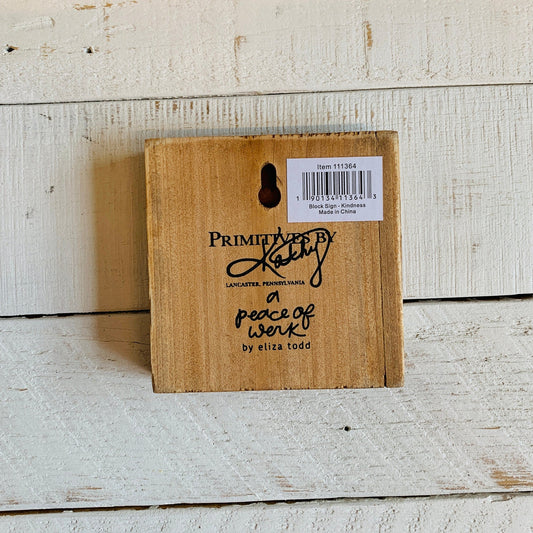 Item 111364
1 90134 11364 3
Block Sign - Kindness
Made in China
PRIMITIVES BY
Kathy
LANCASTER, PENNSYLVANIA
a
peace of
werk
by eliza todd